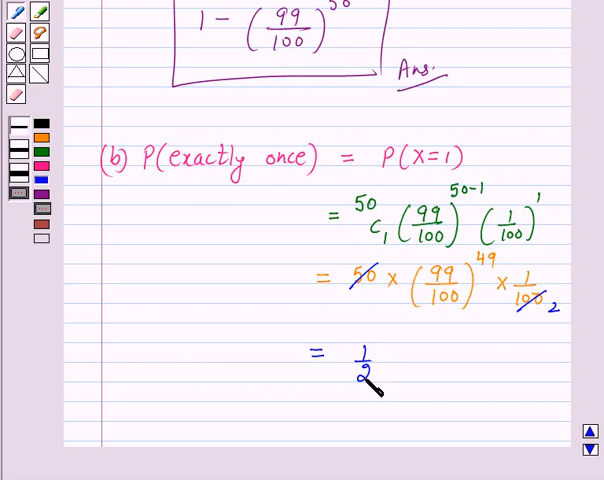 1 − (99/100)^50
Ans.
(b) P(exactly once) = P(X=1)
= ^50C_1 (99/100)^50-1 (1/100)^1
= 50 × (99/100)^49 × 1/100 2
= 1/2